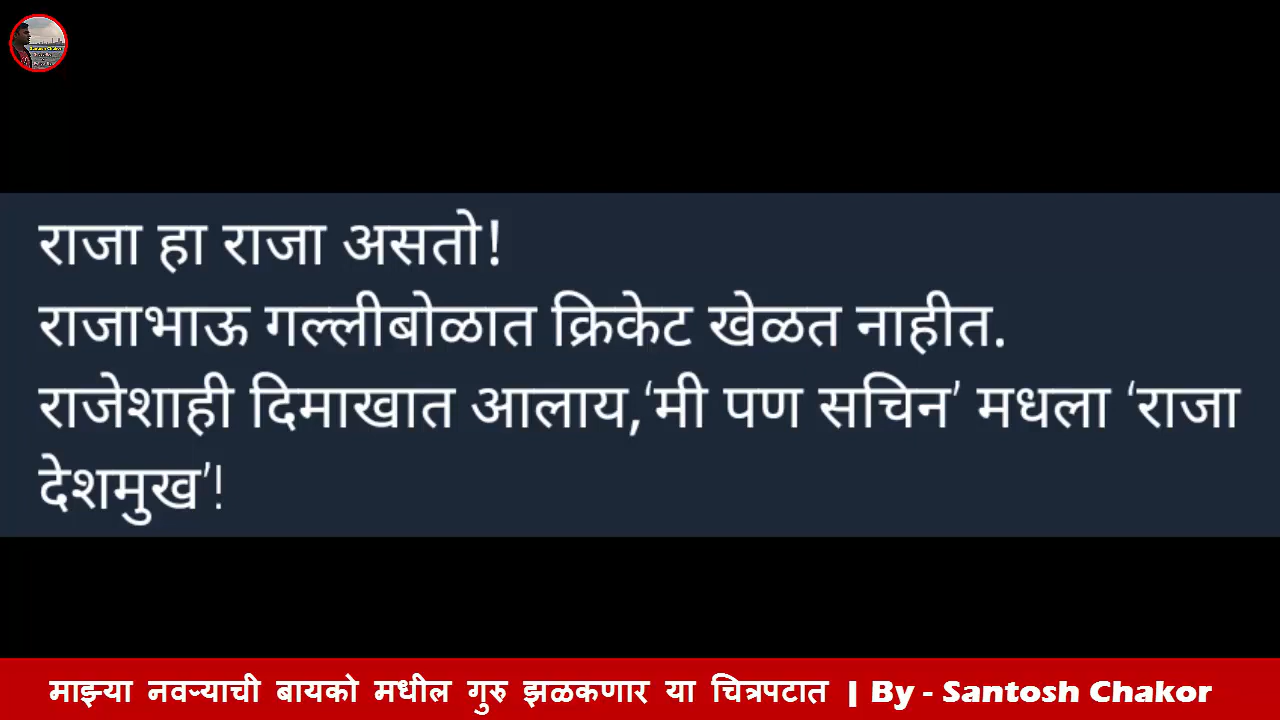 राजा हा राजा असतो!
राजाभाऊ गल्लीबोळात क्रिकेट खेळत नाहीत.
राजेशाही दिमाखात आलाय,‘मी पण सचिन’ मधला ‘राजा
देशमुख’!
माझ्या नवऱ्याची बायको मधील गुरु झळकणार या चित्रपटात | By - Santosh Chakor